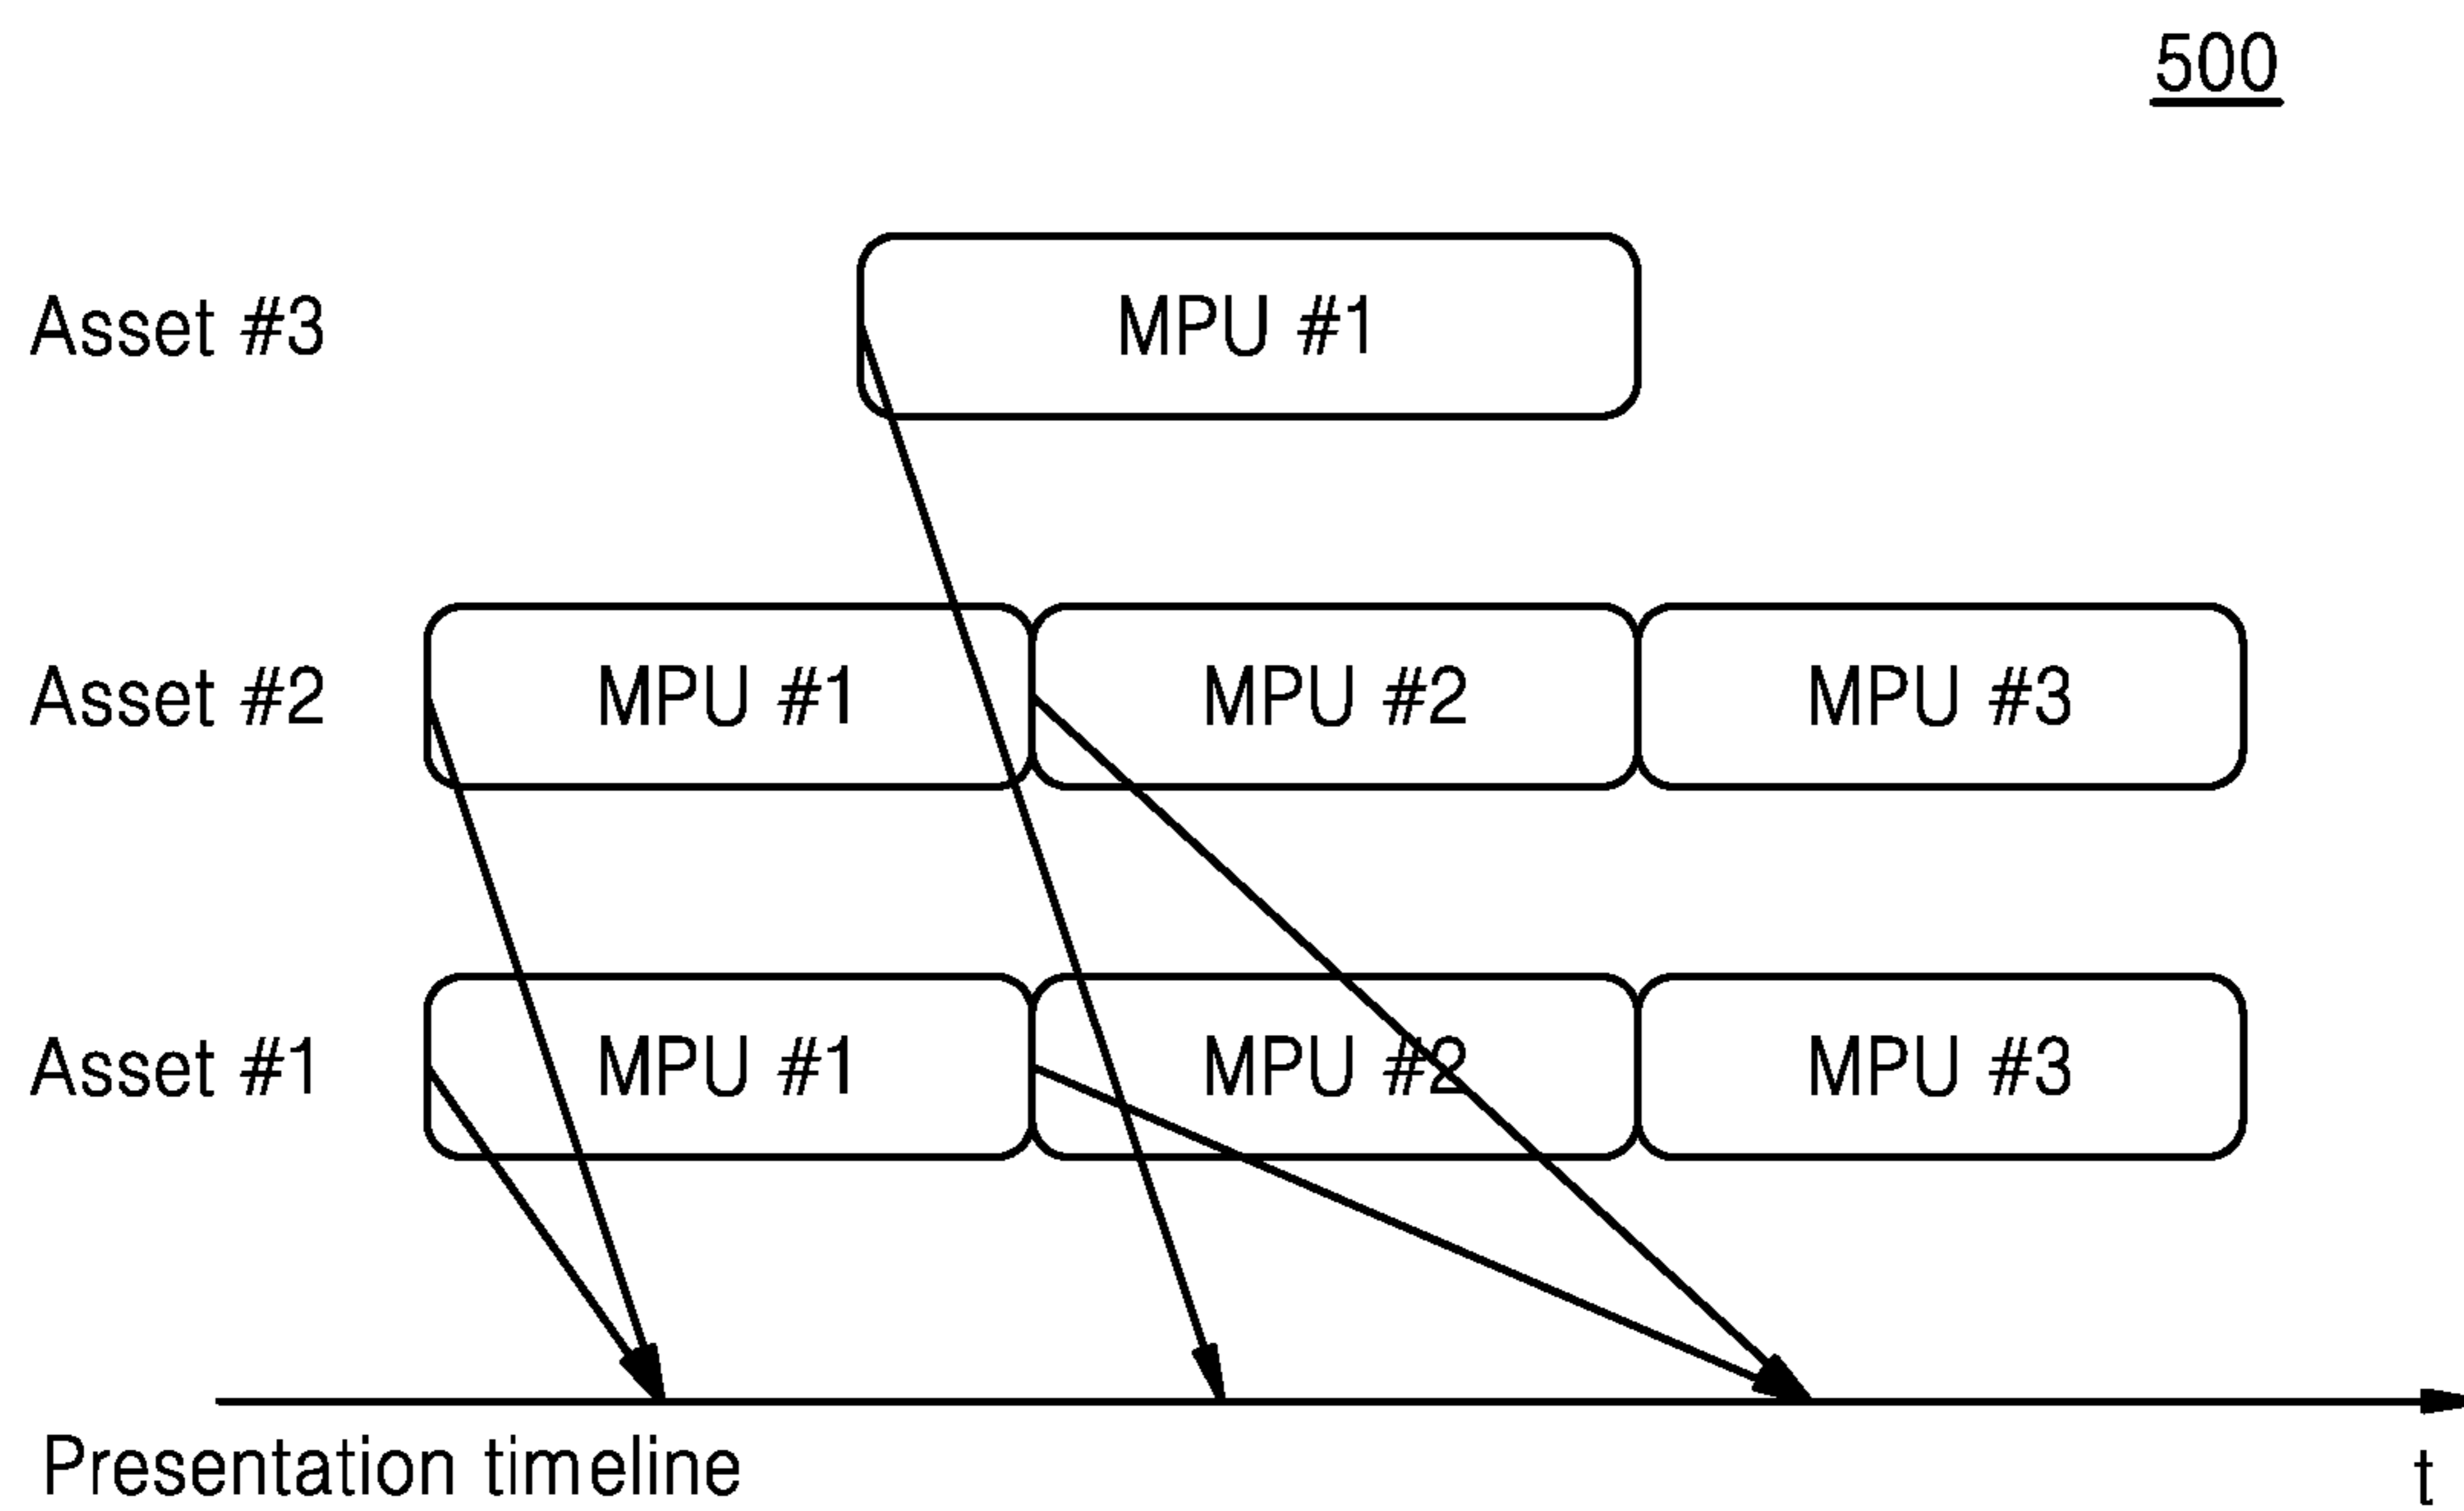 500
Asset #3 MPU #1
Asset #2 MPU #1 MPU #2 MPU #3
Asset #1 MPU #1 MPU #2 MPU #3
Presentation timeline t